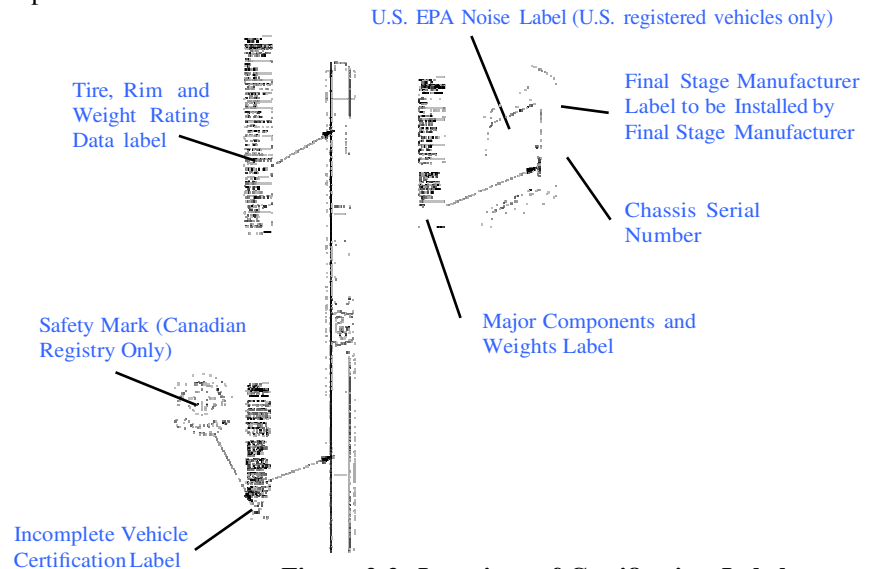 U.S. EPA Noise Label (U.S. registered vehicles only)
Tire, Rim and
Weight Rating
Data label
Final Stage Manufacturer
Label to be Installed by
Final Stage Manufacturer
Chassis Serial
Number
Safety Mark (Canadian
Registry Only)
Major Components and
Weights Label
Incomplete Vehicle
Certification Label